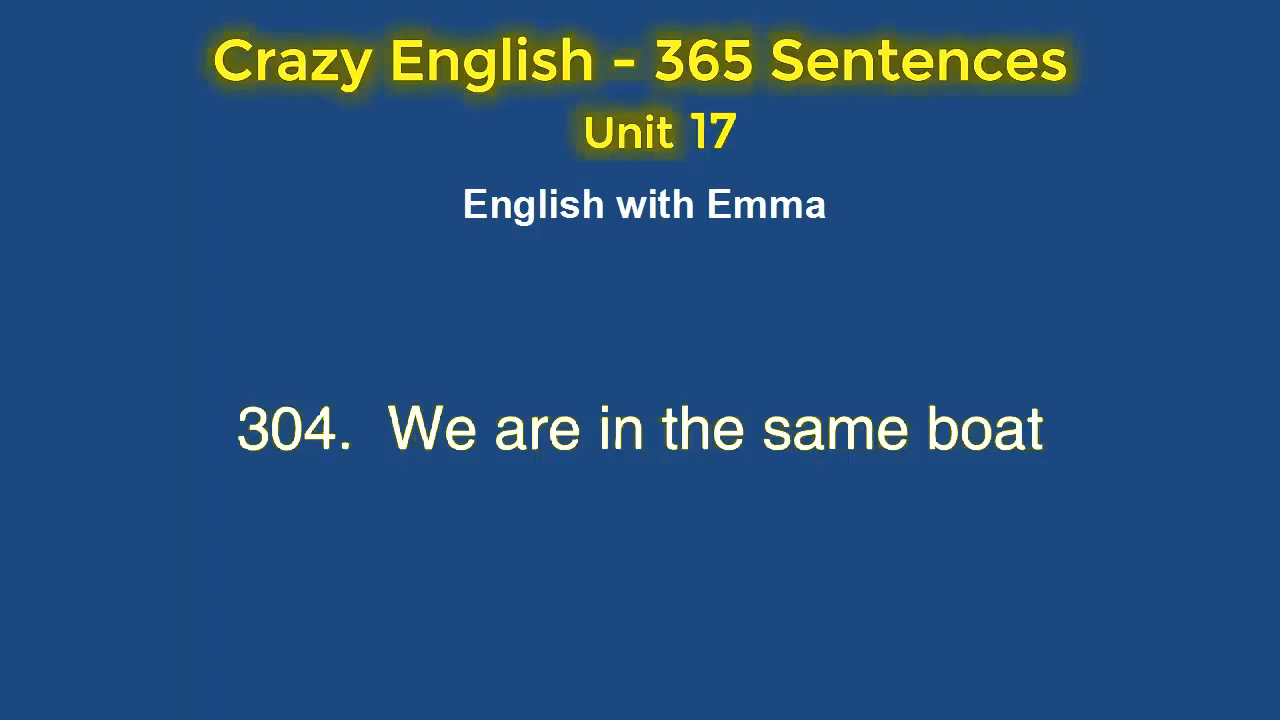 Crazy English - 365 Sentences
Unit 17
English with Emma
304. We are in the same boat